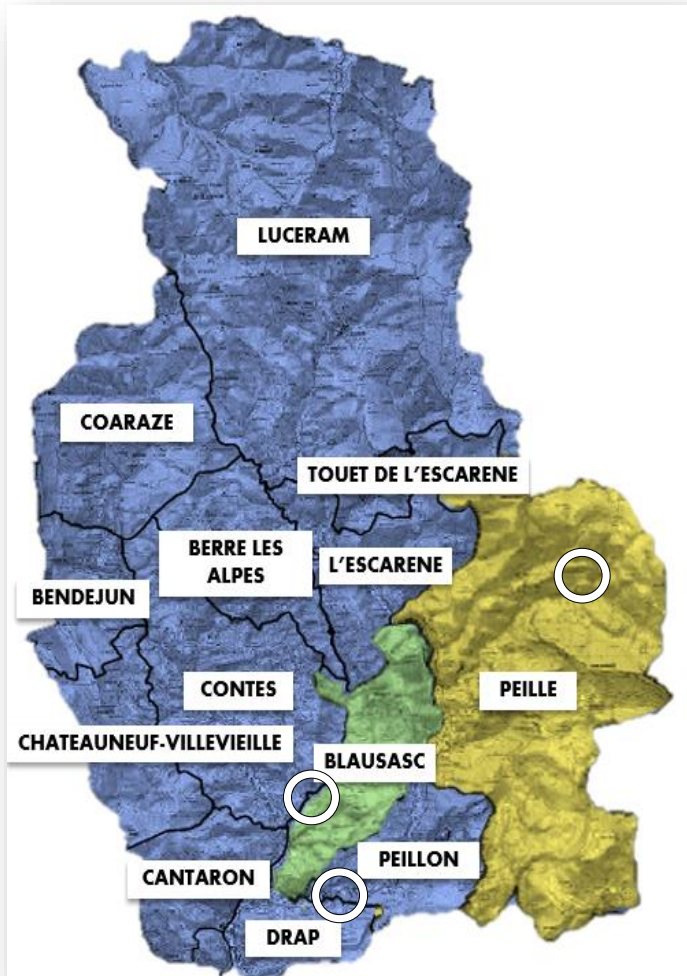 LUCERAM
COARAZE
TOUET DE L'ESCARENE
BERRE LES
ALPES
L'ESCARENE
BENDEJUN
CONTES
PEILLE
CHATEAUNEUF-VILLEVIEILLE
BLAUSASC
PEILLON
CANTARON
DRAP